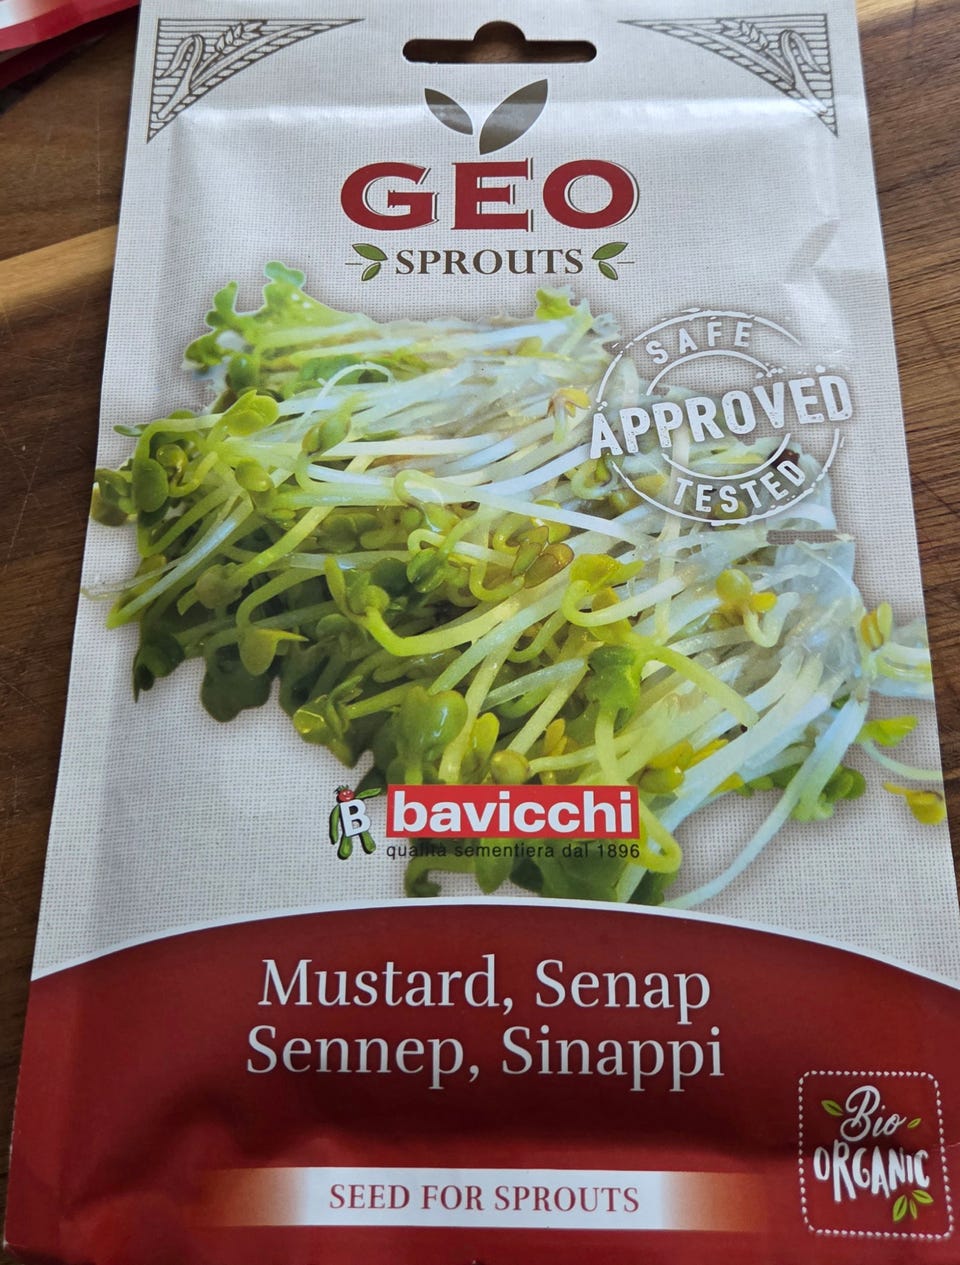 GEO
SPROUTS
SAFE
APPROVED
TESTED
B
bavicchi
qualità sementiera dal 1896
Mustard, Senap
Sennep, Sinappi
Bio
ORGANIC
SEED FOR SPROUTS